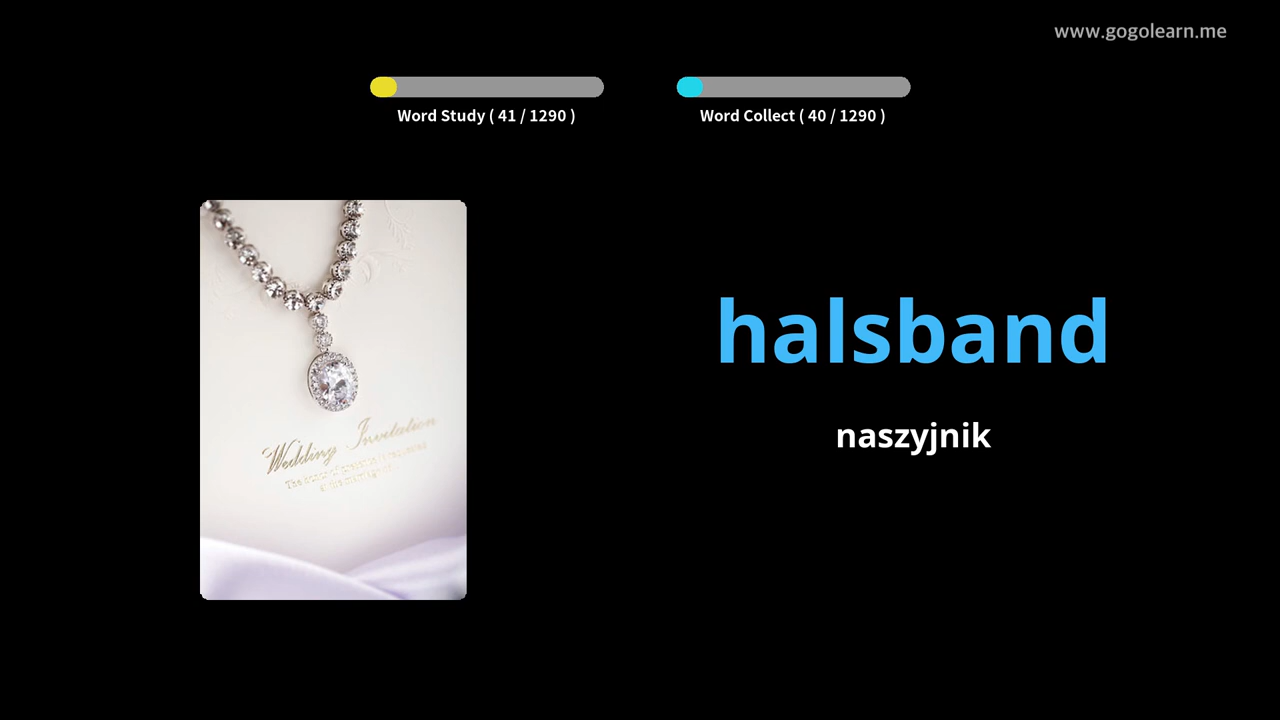 www.gogolearn.me
Word Study ( 41 / 1290 )
Word Collect ( 40 / 1290 )
halsband
naszyjnik
Wedding Invitation